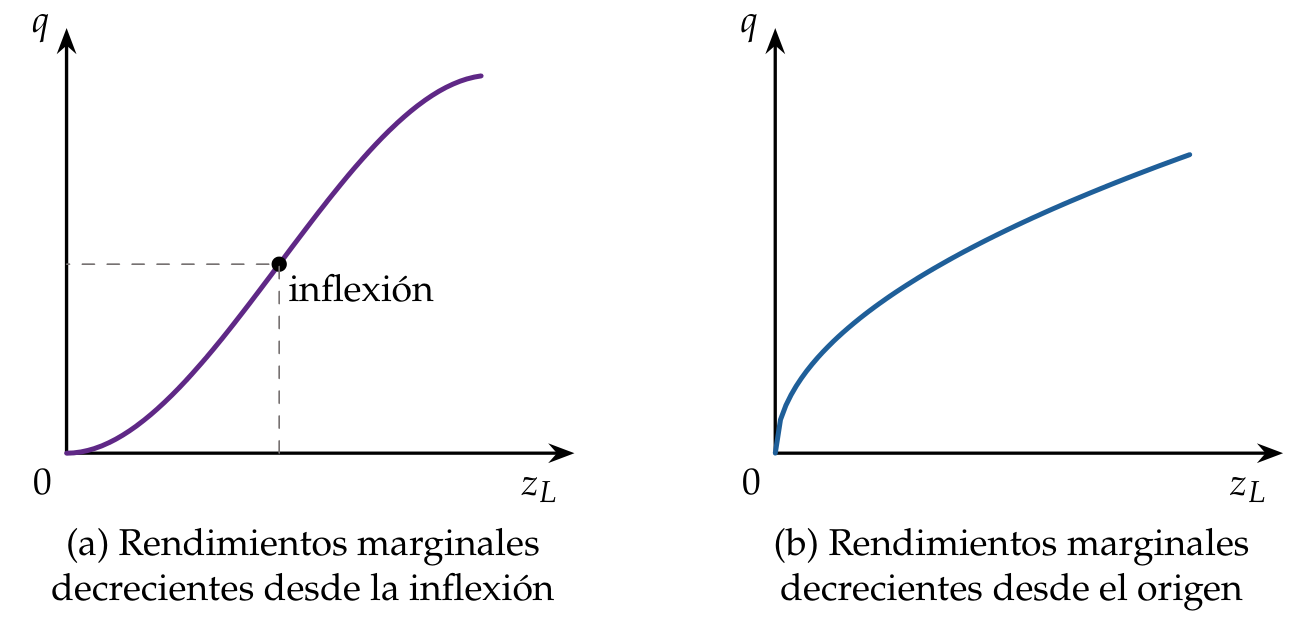 q
inflexión
0
z_L
(a) Rendimientos marginales
decrecientes desde la inflexión
q
0
z_L
(b) Rendimientos marginales
decrecientes desde el origen